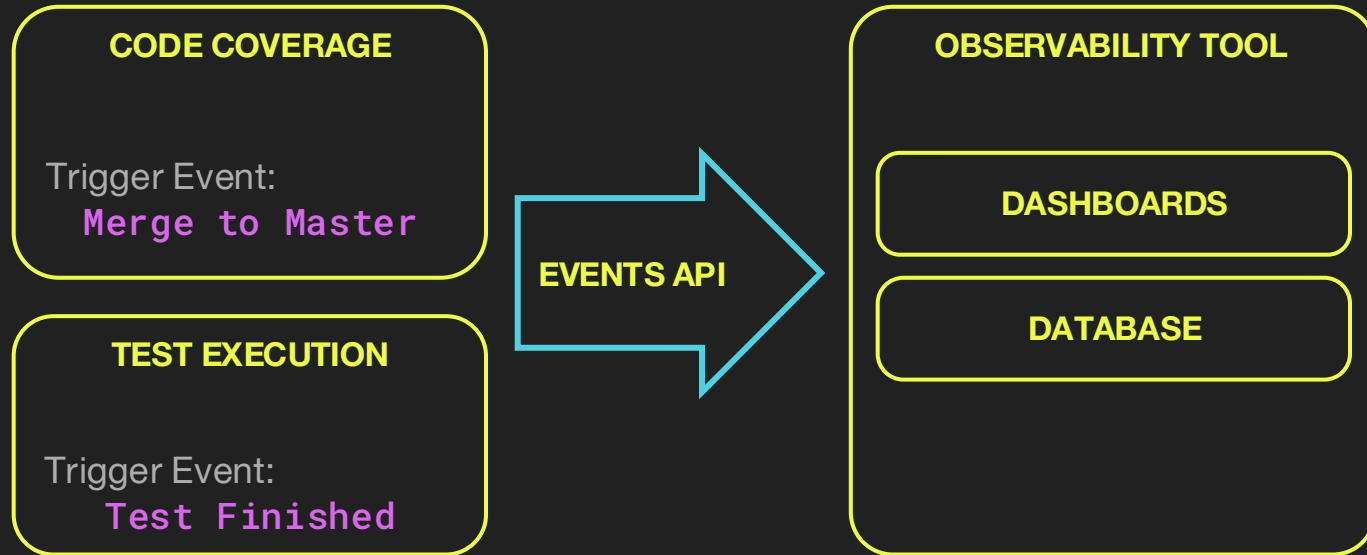 CODE COVERAGE
Trigger Event:
Merge to Master
TEST EXECUTION
Trigger Event:
Test Finished
EVENTS API
OBSERVABILITY TOOL
DASHBOARDS
DATABASE